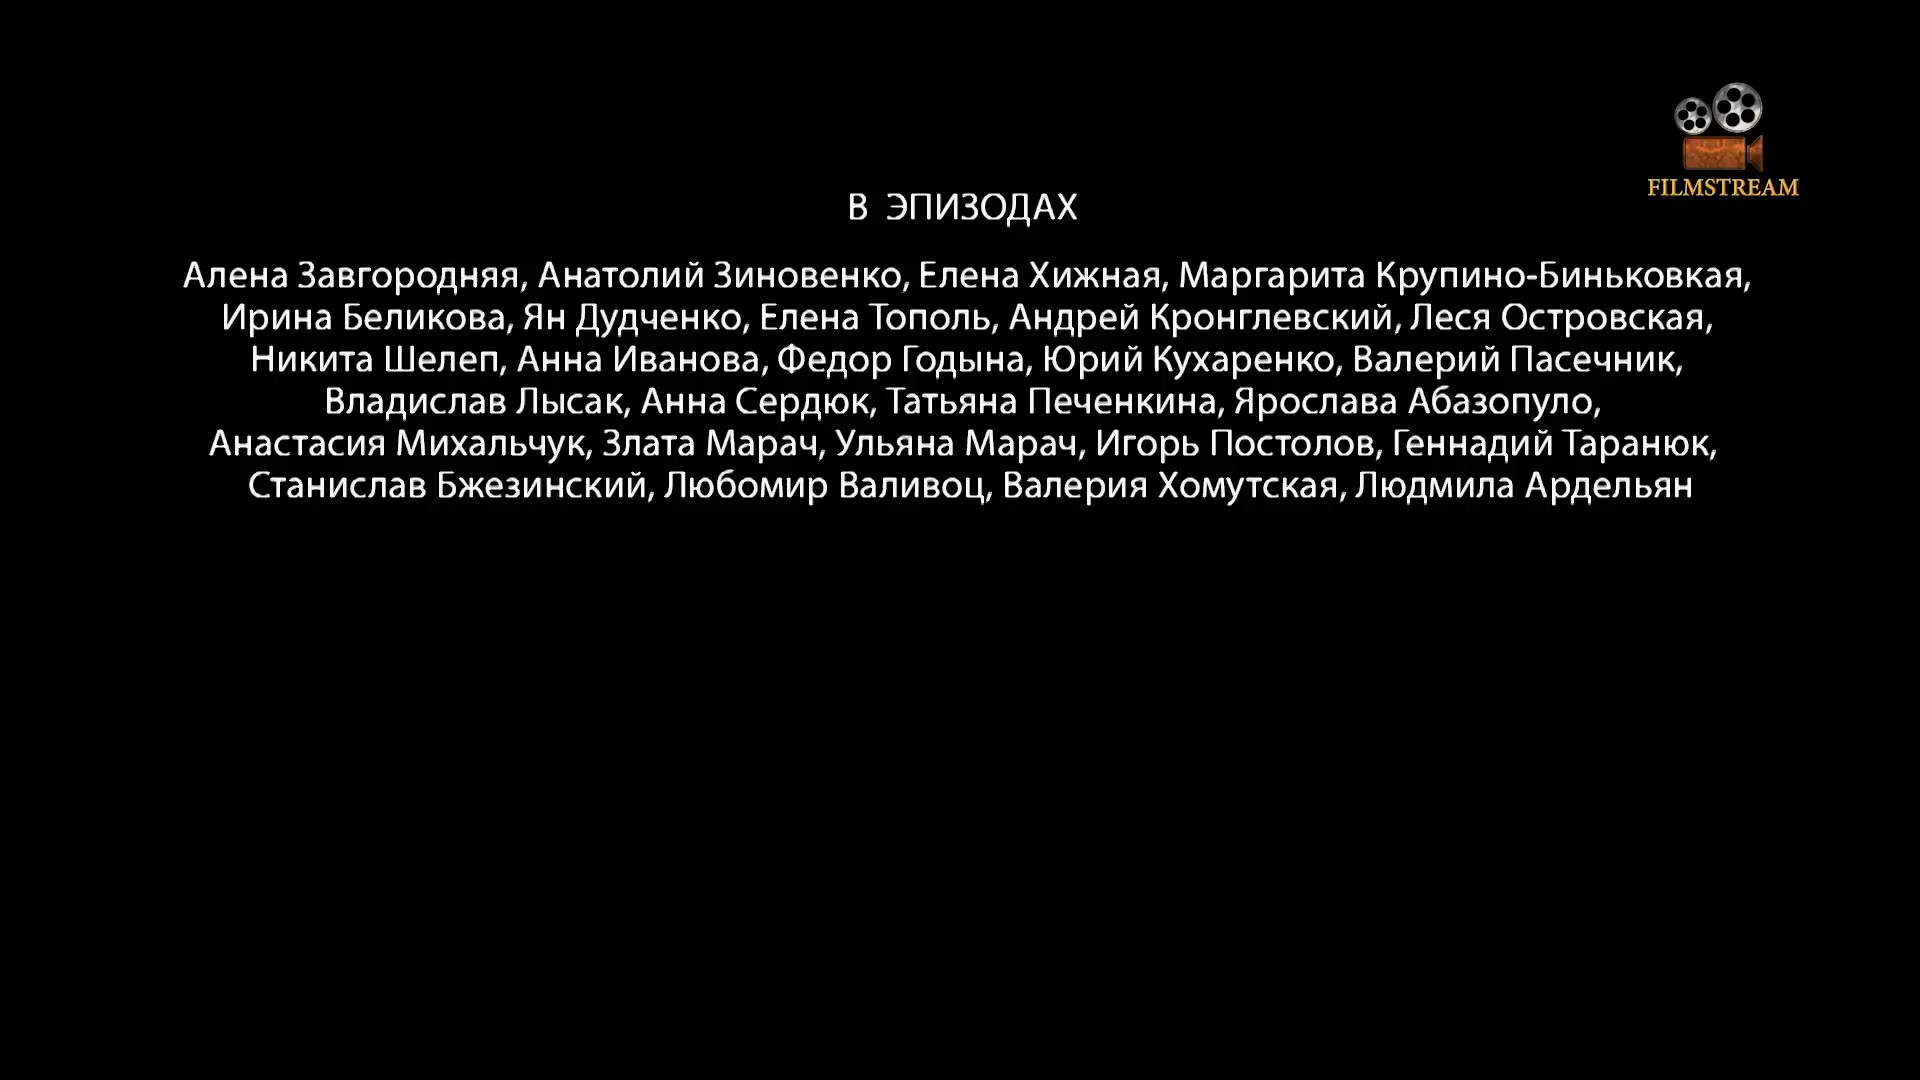 FILMSTREAM
В ЭПИЗОДАХ
Алена Завгородняя, Анатолий Зиновенко, Елена Хижная, Маргарита Крупино-Биньковкая,
Ирина Беликова, Ян Дудченко, Елена Тополь, Андрей Кронглевский, Леся Островская,
Никита Шелеп, Анна Иванова, Федор Годына, Юрий Кухаренко, Валерий Пасечник,
Владислав Лысак, Анна Сердюк, Татьяна Печенкина, Ярослава Абазопуло,
Анастасия Михальчук, Злата Марач, Ульяна Марач, Игорь Постолов, Геннадий Таранюк,
Станислав Бжезинский, Любомир Валивоц, Валерия Хомутская, Людмила Ардельян